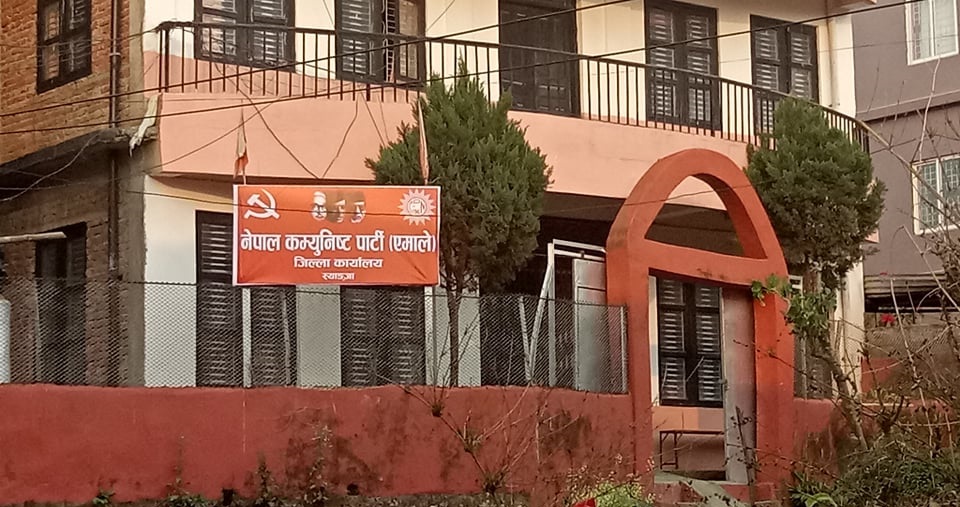 नेपाल कम्युनिष्ट पार्टी (एमाले)
जिल्ला कार्यालय
स्याङ्जा